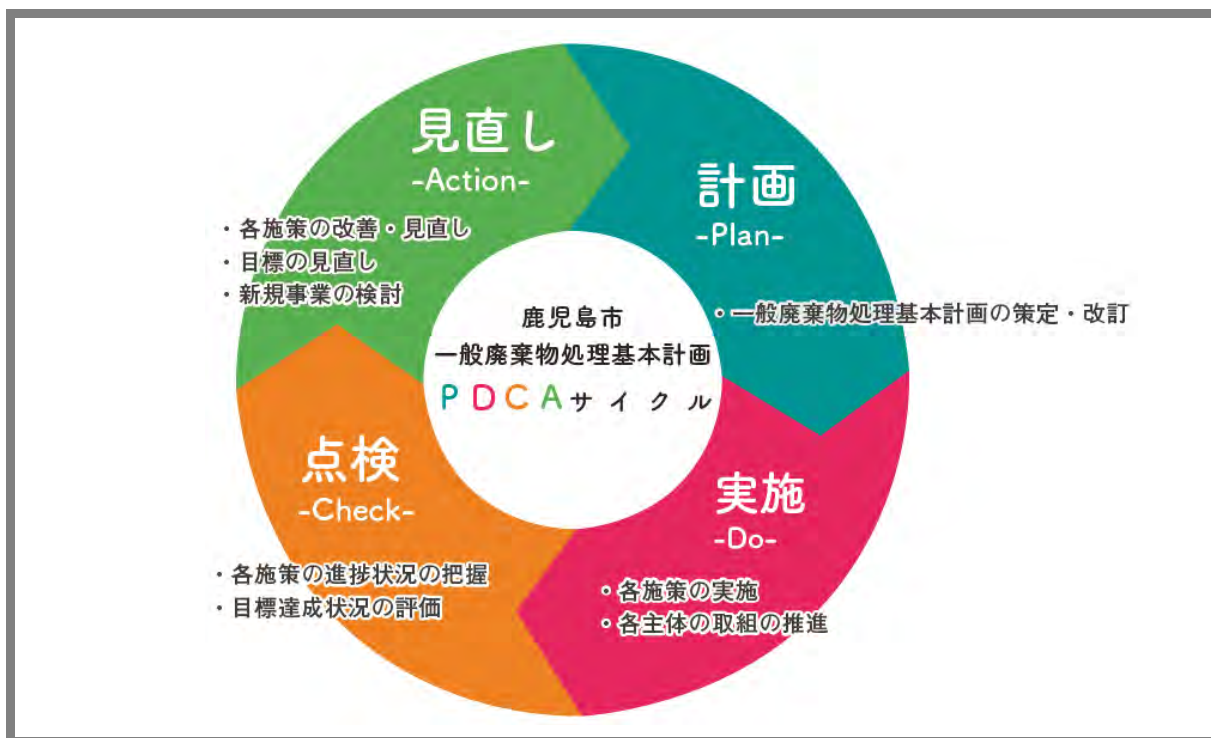 見直し
-Action-
・各施策の改善・見直し
・目標の見直し
・新規事業の検討
計画
-Plan-
・一般廃棄物処理基本計画の策定・改訂
鹿児島市
一般廃棄物処理基本計画
PDCAサイクル
点検
-Check-
・各施策の進捗状況の把握
・目標達成状況の評価
実施
-Do-
・各施策の実施
・各主体の取組の推進